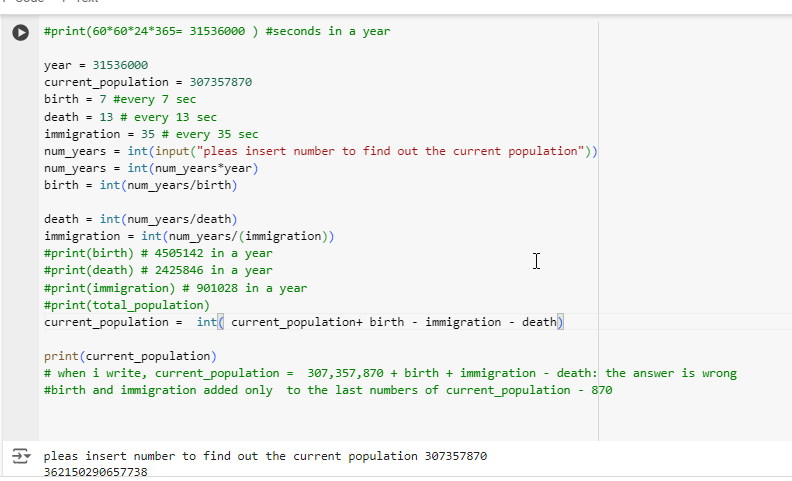 #print(60*60*24*365= 31536000 ) #seconds in a year
year = 31536000
current_population = 307357870
birth = 7 #every 7 sec
death = 13 # every 13 sec
immigration = 35 # every 35 sec
num_years = int(input("pleas insert number to find out the current population"))
num_years = int(num_years*year)
birth = int(num_years/birth)
death = int(num_years/death)
immigration = int(num_years/(immigration))
#print(birth) # 4505142 in a year
#print(death) # 2425846 in a year
#print(immigration) # 901028 in a year
#print(total_population)
current_population =  int( current_population+ birth - immigration - death)
print(current_population)
# when i write, current_population =  307,357,870 + birth + immigration - death: the answer is wrong
#birth and immigration added only  to the last numbers of current_population - 870
pleas insert number to find out the current population 307357870
362150290657738